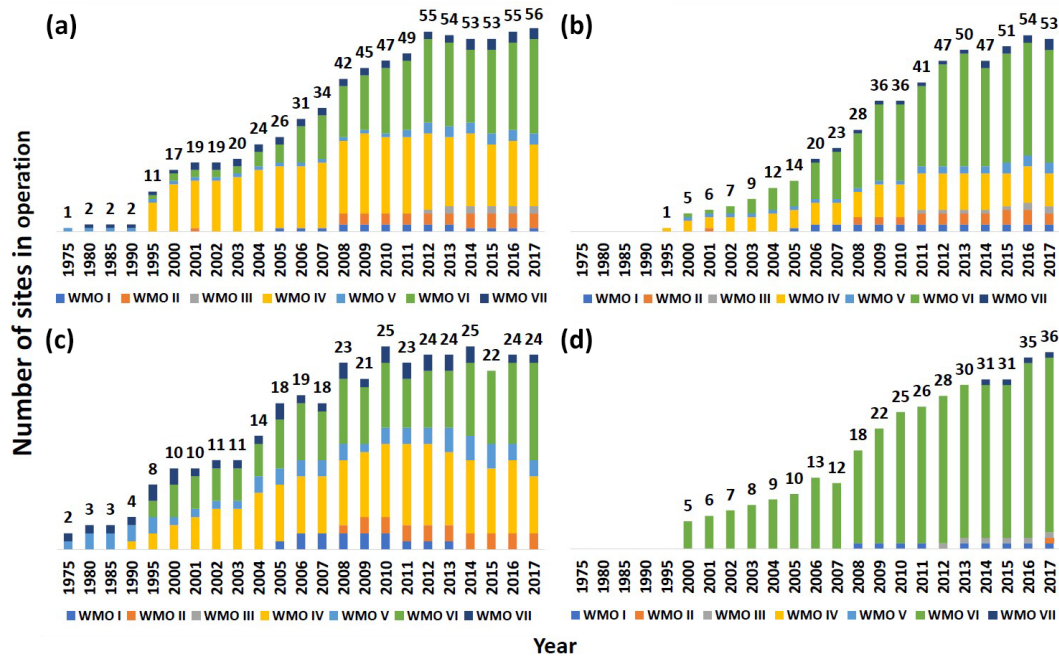 Number of sites in operation
(a)
1 2 2 2 11 17 19 19 20 24 26 31 34 42 45 47 49 55 54 53 53 55 56
1975 1980 1985 1990 1995 2000 2001 2002 2003 2004 2005 2006 2007 2008 2009 2010 2011 2012 2013 2014 2015 2016 2017
WMO I WMO II WMO III WMO IV WMO V WMO VI WMO VII
(b)
1 5 6 7 9 12 14 20 23 28 36 36 41 47 50 47 51 54 53
1975 1980 1985 1990 1995 2000 2001 2002 2003 2004 2005 2006 2007 2008 2009 2010 2011 2012 2013 2014 2015 2016 2017
WMO I WMO II WMO III WMO IV WMO V WMO VI WMO VII
(c)
2 3 3 4 8 10 10 11 11 14 18 19 18 23 21 25 23 24 24 25 22 24 24
1975 1980 1985 1990 1995 2000 2001 2002 2003 2004 2005 2006 2007 2008 2009 2010 2011 2012 2013 2014 2015 2016 2017
WMO I WMO II WMO III WMO IV WMO V WMO VI WMO VII
(d)
5 6 7 8 9 10 13 12 18 22 25 26 28 30 31 31 35 36
1975 1980 1985 1990 1995 2000 2001 2002 2003 2004 2005 2006 2007 2008 2009 2010 2011 2012 2013 2014 2015 2016 2017
WMO I WMO II WMO III WMO IV WMO V WMO VI WMO VII
Year